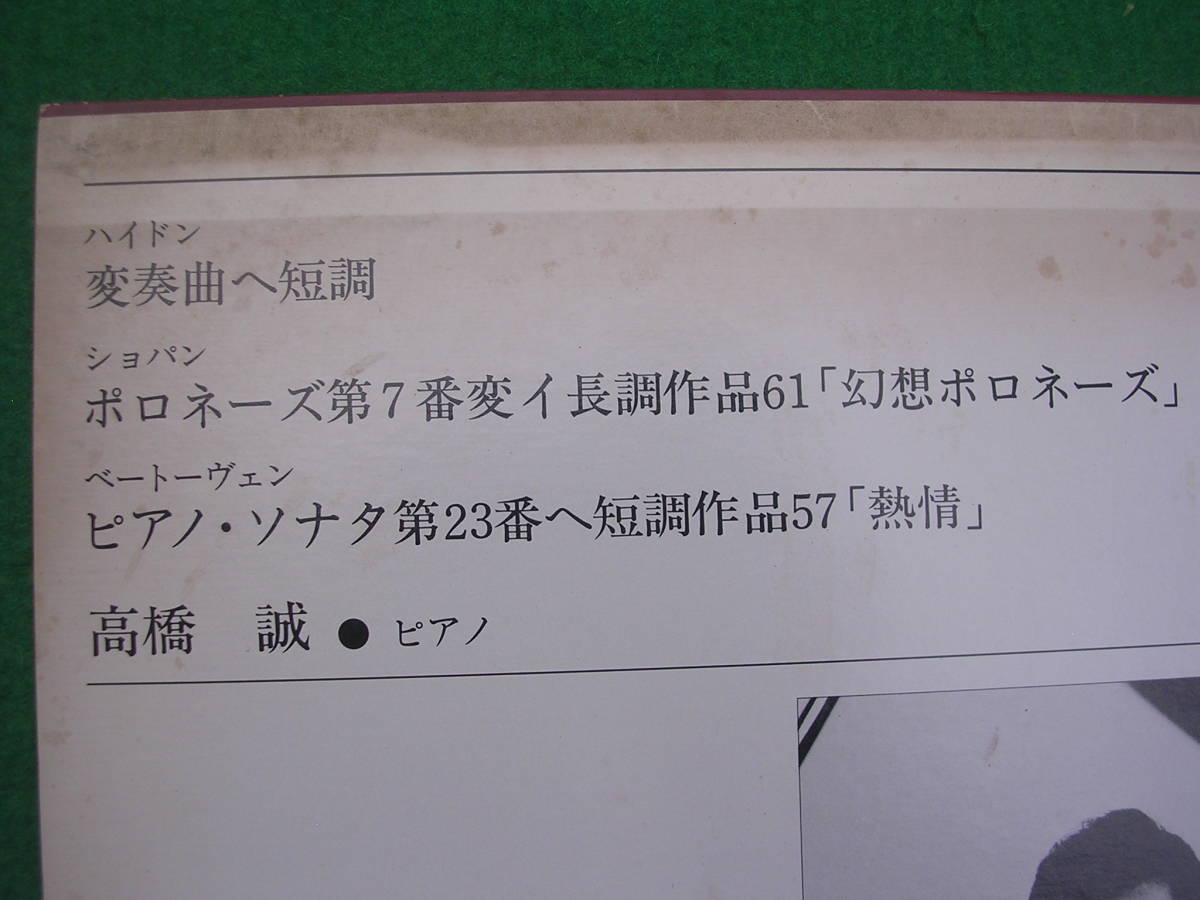 ハイドン
変奏曲ヘ短調
ショパン
ポロネーズ第7番変イ長調作品61「幻想ポロネーズ」
ベートーヴェン
ピアノ・ソナタ第23番ヘ短調作品57「熱情」
高橋　誠 ● ピアノ